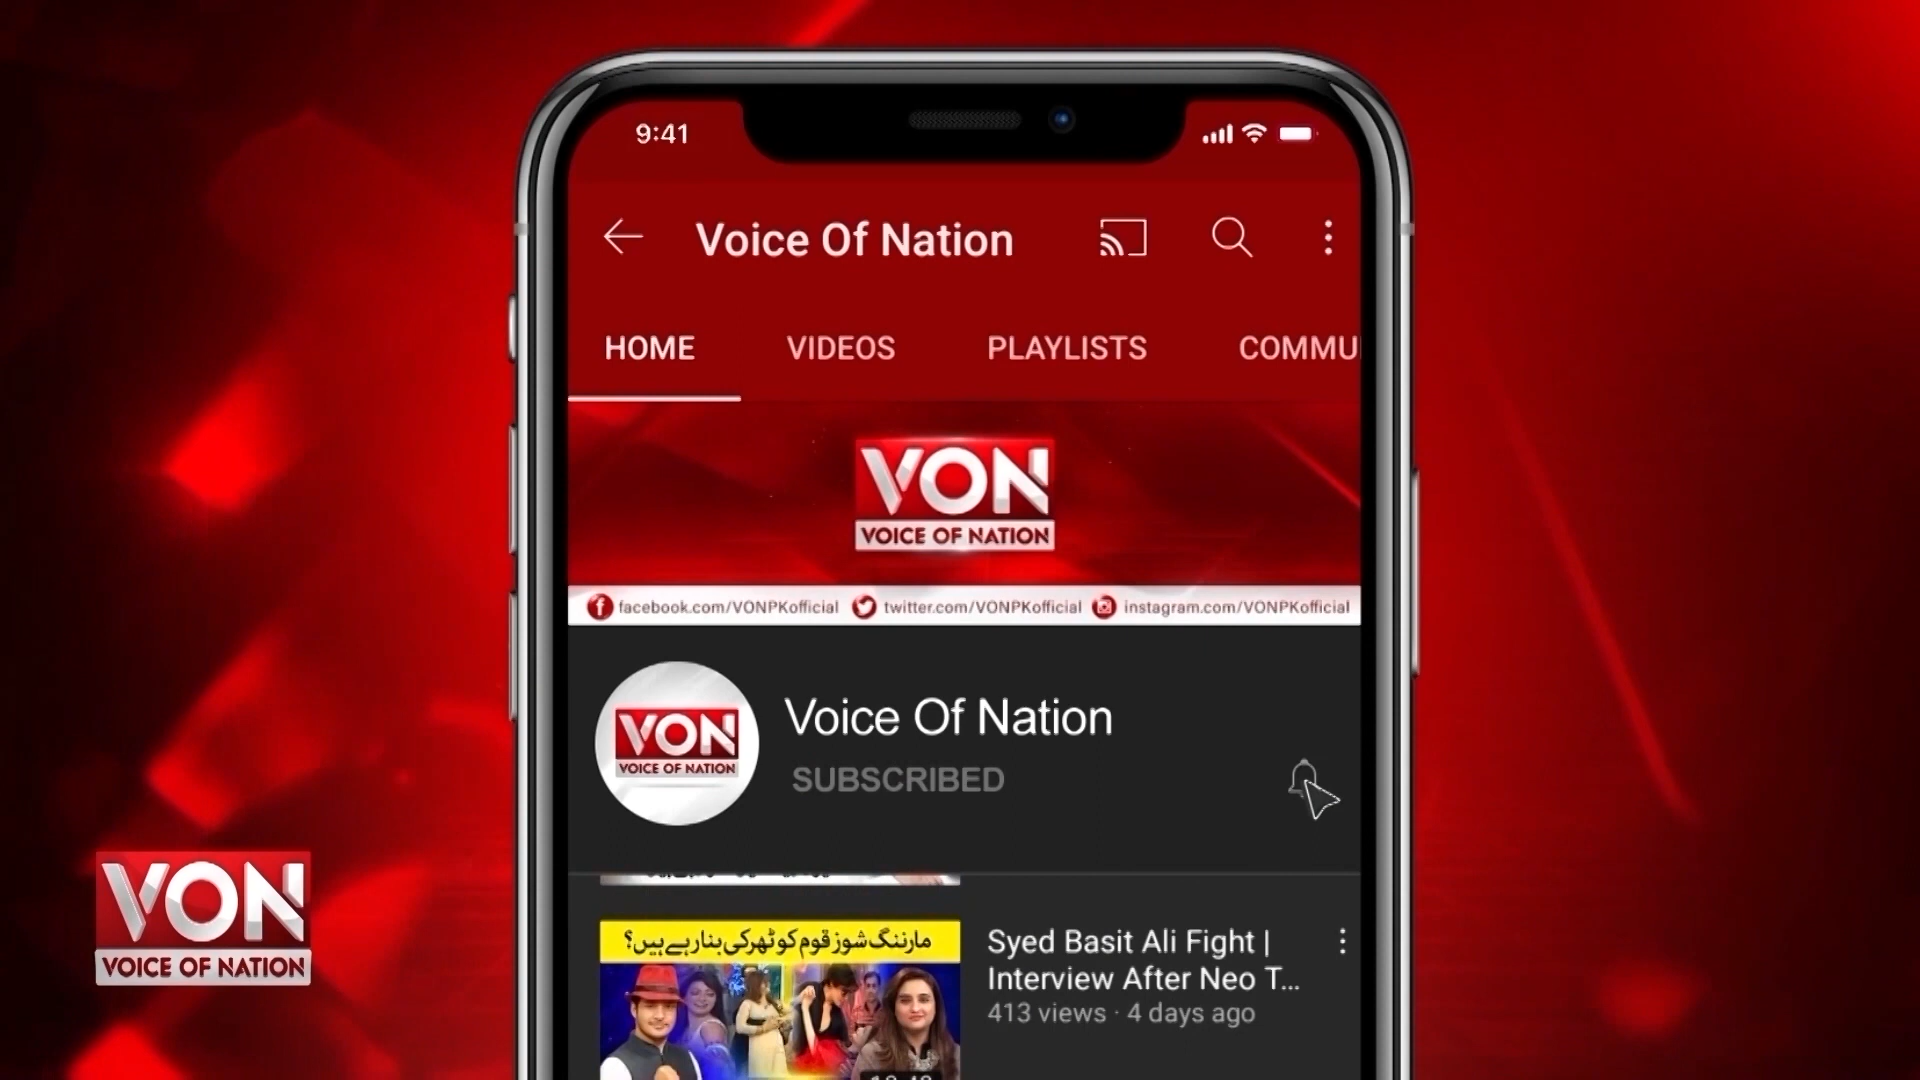 9:41
Voice Of Nation
HOME VIDEOS PLAYLISTS COMMU
VON
VOICE OF NATION
facebook.com/VONPKofficial twitter.com/VONPKofficial instagram.com/VONPKofficial
VON
VOICE OF NATION
Voice Of Nation
SUBSCRIBED
مارننگ شوز قوم کو ٹھرکی بنا رہے ہیں؟
Syed Basit Ali Fight |
Interview After Neo T...
413 views · 4 days ago
VON
VOICE OF NATION